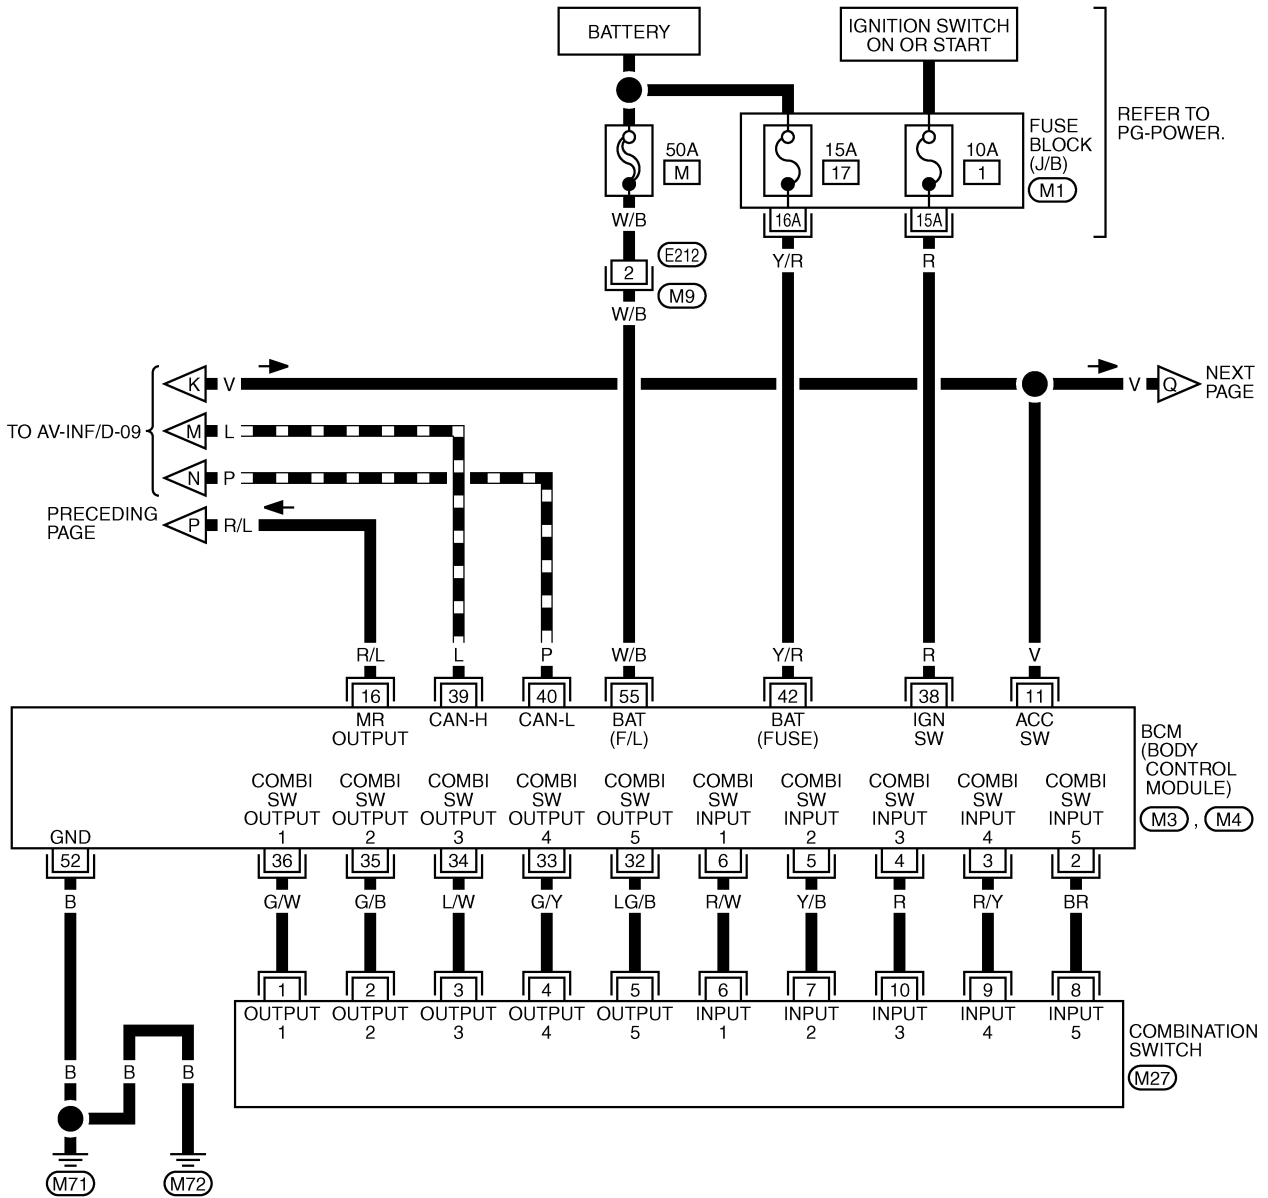 BATTERY
IGNITION SWITCH
ON OR START
REFER TO
PG-POWER.
FUSE
BLOCK
(J/B)
M1
50A
M
15A
17
10A
1
W/B
16A
15A
2
E212
M9
Y/R
R
W/B
K
V
V
Q
NEXT
PAGE
TO AV-INF/D-09
M
L
N
P
PRECEDING
PAGE
P
R/L
R/L
L
P
W/B
Y/R
R
V
16
39
40
55
42
38
11
MR
OUTPUT
CAN-H
CAN-L
BAT
(F/L)
BAT
(FUSE)
IGN
SW
ACC
SW
BCM
(BODY
CONTROL
MODULE)
M3 , M4
GND
COMBI
SW
OUTPUT
1
COMBI
SW
OUTPUT
2
COMBI
SW
OUTPUT
3
COMBI
SW
OUTPUT
4
COMBI
SW
OUTPUT
5
COMBI
SW
INPUT
1
COMBI
SW
INPUT
2
COMBI
SW
INPUT
3
COMBI
SW
INPUT
4
COMBI
SW
INPUT
5
52
36
35
34
33
32
6
5
4
3
2
B
G/W
G/B
L/W
G/Y
LG/B
R/W
Y/B
R
R/Y
BR
1
2
3
4
5
6
7
10
9
8
OUTPUT
1
OUTPUT
2
OUTPUT
3
OUTPUT
4
OUTPUT
5
INPUT
1
INPUT
2
INPUT
3
INPUT
4
INPUT
5
COMBINATION
SWITCH
M27
B
B
B
M71
M72